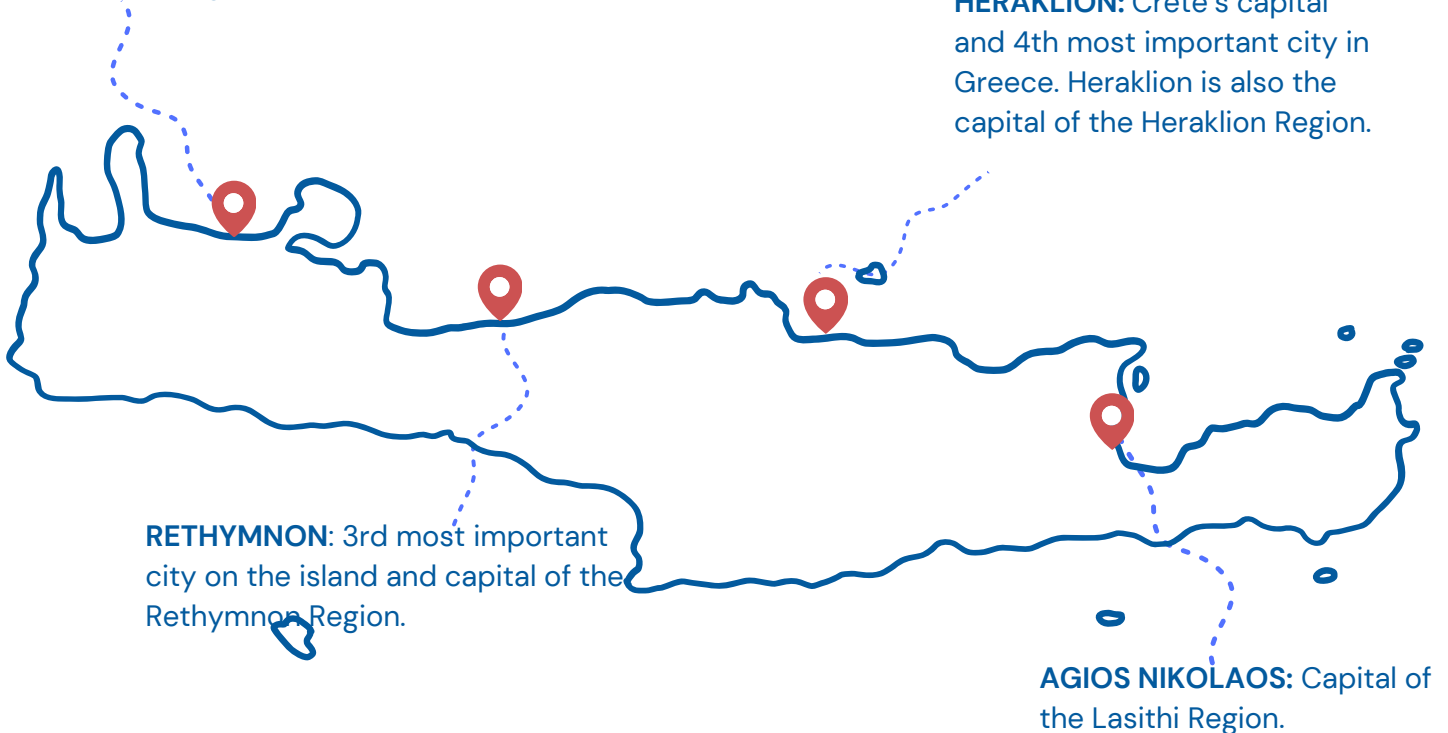 HERAKLION: Crete's capital
and 4th most important city in
Greece. Heraklion is also the
capital of the Heraklion Region.
RETHYMNON: 3rd most important
city on the island and capital of the
Rethymnon Region.
AGIOS NIKOLAOS: Capital of
the Lasithi Region.